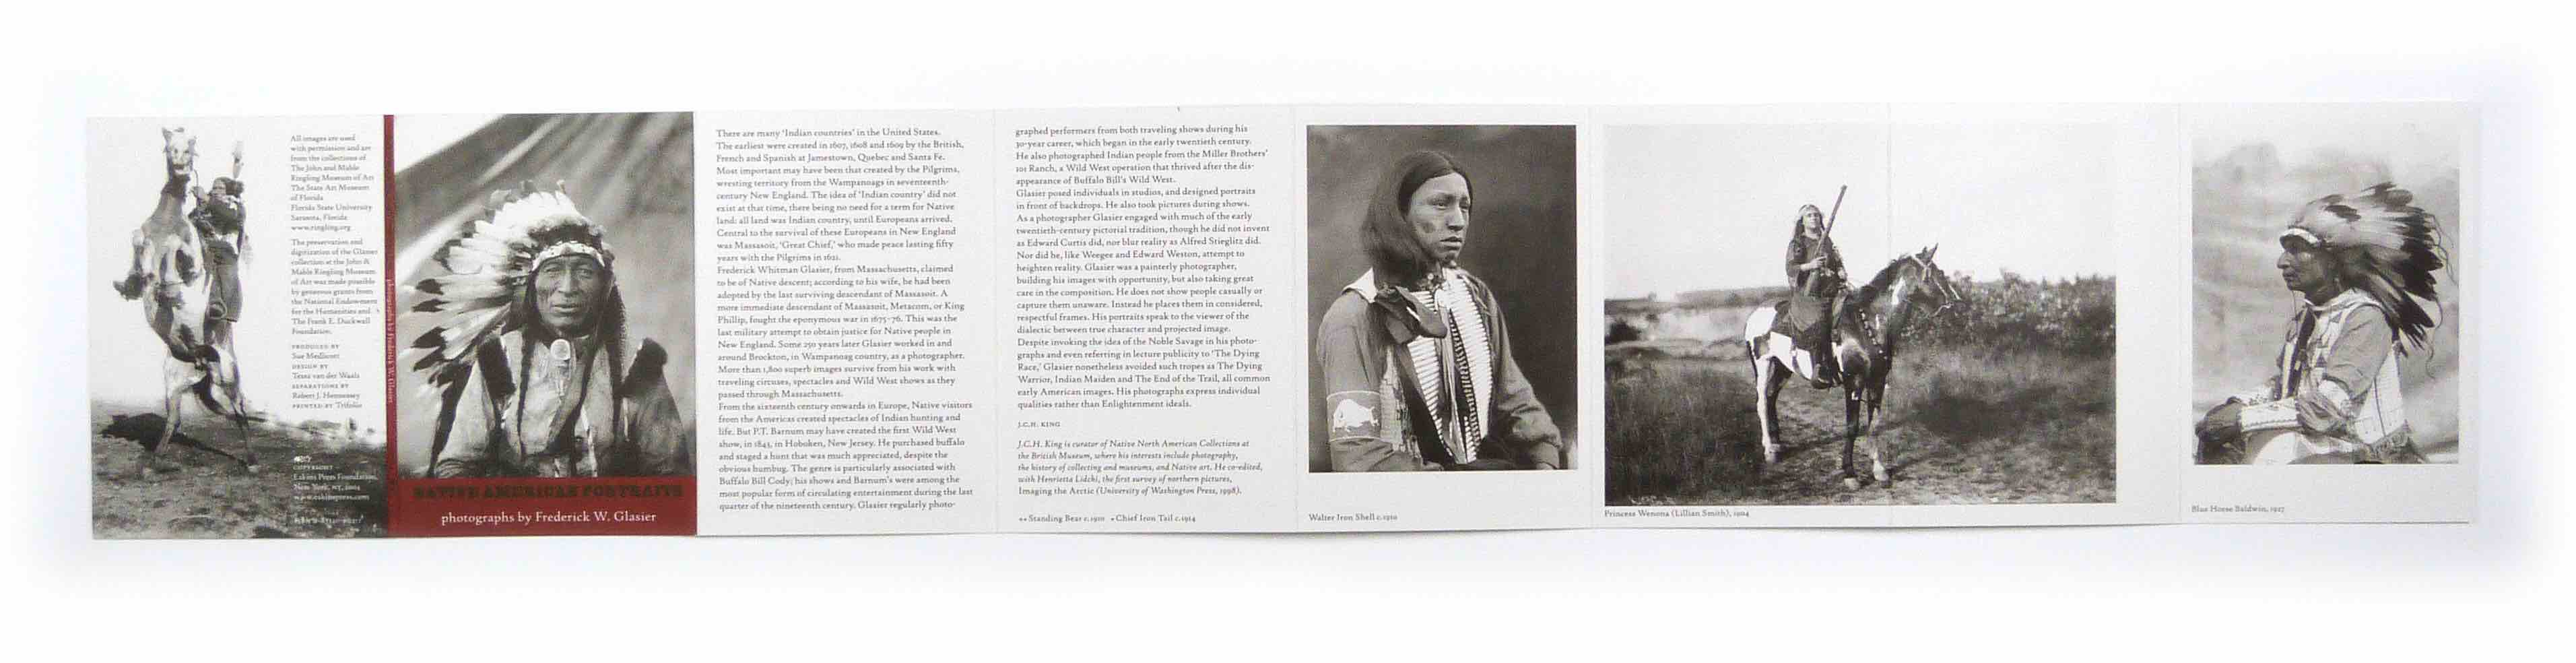 All images are used
with permission and are
from the collections of
The John and Mable
Ringling Museum of Art
The State Art Museum
of Florida
Florida State University
Sarasota, Florida
www.ringling.org
The preservation and
digitization of the Glasier
collection at the John &
Mable Ringling Museum
of Art was made possible
by generous grants from
the National Endowment
for the Humanities and
The Frank E. Duckwall
Foundation.
PRODUCED BY
Sue Medlicott
DESIGN BY
Tessa van der Waals
SEPARATIONS BY
Robert J. Hennessey
PRINTED BY Trifolio
COPYRIGHT
Eakins Press Foundation,
New York, NY, 2004
www.eakinspress.com
photographs by Frederick W. Glasier
NATIVE AMERICAN PORTRAITS
photographs by Frederick W. Glasier
There are many 'Indian countries' in the United States.
The earliest were created in 1607, 1608 and 1609 by the British,
French and Spanish at Jamestown, Quebec and Santa Fe.
Most important may have been that created by the Pilgrims,
wresting territory from the Wampanoags in seventeenth-
century New England. The idea of 'Indian country' did not
exist at that time, there being no need for a term for Native
land: all land was Indian country, until Europeans arrived.
Central to the survival of these Europeans in New England
was Massasoit, 'Great Chief,' who made peace lasting fifty
years with the Pilgrims in 1621.
Frederick Whitman Glasier, from Massachusetts, claimed
to be of Native descent; according to his wife, he had been
adopted by the last surviving descendant of Massasoit. A
more immediate descendant of Massasoit, Metacom, or King
Phillip, fought the eponymous war in 1675–76. This was the
last military attempt to obtain justice for Native people in
New England. Some 250 years later Glasier worked in and
around Brockton, in Wampanoag country, as a photographer.
More than 1,800 superb images survive from his work with
traveling circuses, spectacles and Wild West shows as they
passed through Massachusetts.
From the sixteenth century onwards in Europe, Native visitors
from the Americas created spectacles of Indian hunting and
life. But P.T. Barnum may have created the first Wild West
show, in 1843, in Hoboken, New Jersey. He purchased buffalo
and staged a hunt that was much appreciated, despite the
obvious humbug. The genre is particularly associated with
Buffalo Bill Cody; his shows and Barnum's were among the
most popular form of circulating entertainment during the last
quarter of the nineteenth century. Glasier regularly photo-
graphed performers from both traveling shows during his
30-year career, which began in the early twentieth century.
He also photographed Indian people from the Miller Brothers'
101 Ranch, a Wild West operation that thrived after the dis-
appearance of Buffalo Bill's Wild West.
Glasier posed individuals in studios, and designed portraits
in front of backdrops. He also took pictures during shows.
As a photographer Glasier engaged with much of the early
twentieth-century pictorial tradition, though he did not invent
as Edward Curtis did, nor blur reality as Alfred Stieglitz did.
Nor did he, like Weegee and Edward Weston, attempt to
heighten reality. Glasier was a painterly photographer,
building his images with opportunity, but also taking great
care in the composition. He does not show people casually or
capture them unaware. Instead he places them in considered,
respectful frames. His portraits speak to the viewer of the
dialectic between true character and projected image.
Despite invoking the idea of the Noble Savage in his photo-
graphs and even referring in lecture publicity to 'The Dying
Race,' Glasier nonetheless avoided such tropes as The Dying
Warrior, Indian Maiden and The End of the Trail, all common
early American images. His photographs express individual
qualities rather than Enlightenment ideals.
J.C.H. KING
J.C.H. King is curator of Native North American Collections at
the British Museum, where his interests include photography,
the history of collecting and museums, and Native art. He co-edited,
with Henrietta Lidchi, the first survey of northern pictures,
Imaging the Arctic (University of Washington Press, 1998).
◂◂ Standing Bear c.1910 ◂ Chief Iron Tail c.1914
Walter Iron Shell c.1910
Princess Wenona (Lillian Smith), 1904
Blue Horse Baldwin, 1927